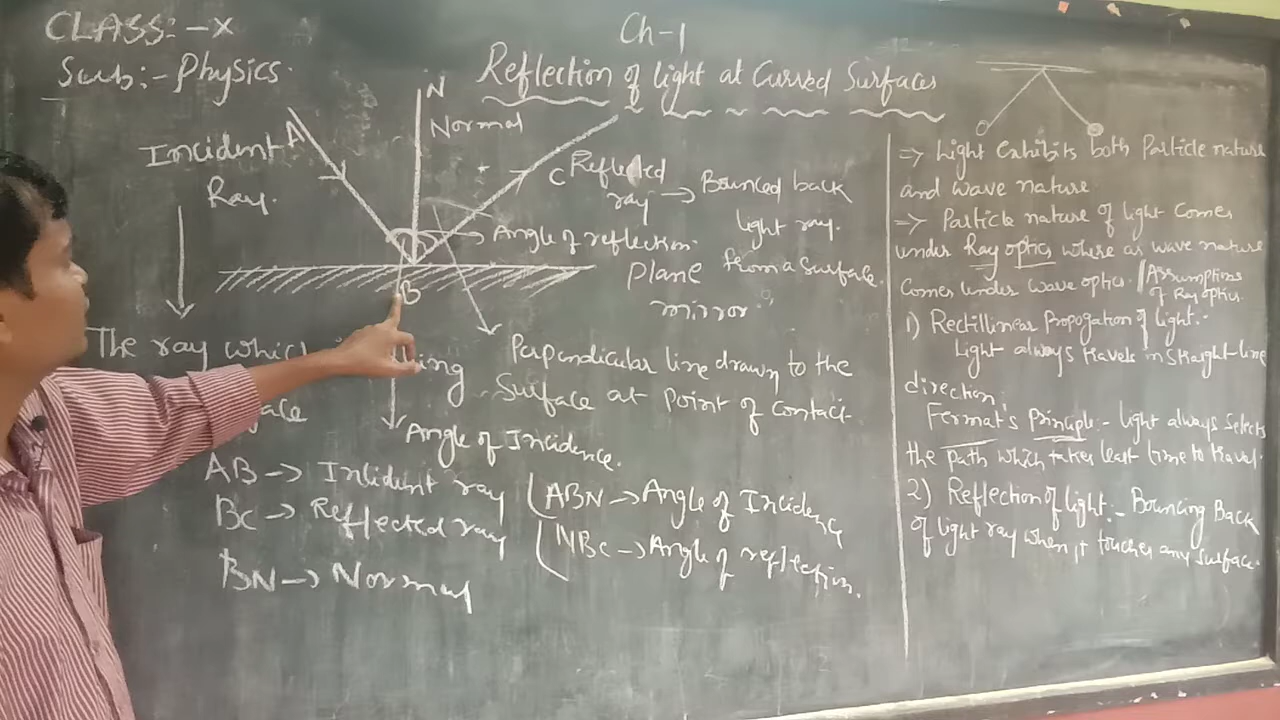 CLASS:-X
Sub:- Physics.
Ch-1
Reflection of light at Curved Surfaces
N
Normal
A
Incident
Ray.
C
Reflected
ray → Bounced back
light ray.
from a surface.
→ Angle of reflection.
Plane
mirror.
B
The ray which
Perpendicular line drawn to the
Surface at Point of Contact.
Angle of Incidence.
AB → Incident ray
BC → Reflected ray
BN → Normal
ABN → Angle of Incidence
NBC → Angle of reflection.
=> Light Exhibits both Particle nature
and wave nature.
=> Particle nature of light Comes
under Ray optics where as wave nature
Comes under wave optics. Assumptions
of Ray optics.
1) Rectillinear Propogation of light:-
Light always travels in straight line
direction.
Fermat's Principle:- Light always selects
the path which takes least time to travel.
2) Reflection of light:- Bouncing Back
of light ray when it touches any surface.